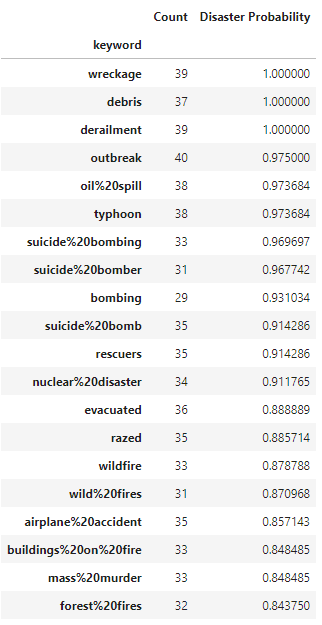 Count Disaster Probability
keyword
wreckage 39 1.000000
debris 37 1.000000
derailment 39 1.000000
outbreak 40 0.975000
oil%20spill 38 0.973684
typhoon 38 0.973684
suicide%20bombing 33 0.969697
suicide%20bomber 31 0.967742
bombing 29 0.931034
suicide%20bomb 35 0.914286
rescuers 35 0.914286
nuclear%20disaster 34 0.911765
evacuated 36 0.888889
razed 35 0.885714
wildfire 33 0.878788
wild%20fires 31 0.870968
airplane%20accident 35 0.857143
buildings%20on%20fire 33 0.848485
mass%20murder 33 0.848485
forest%20fires 32 0.843750